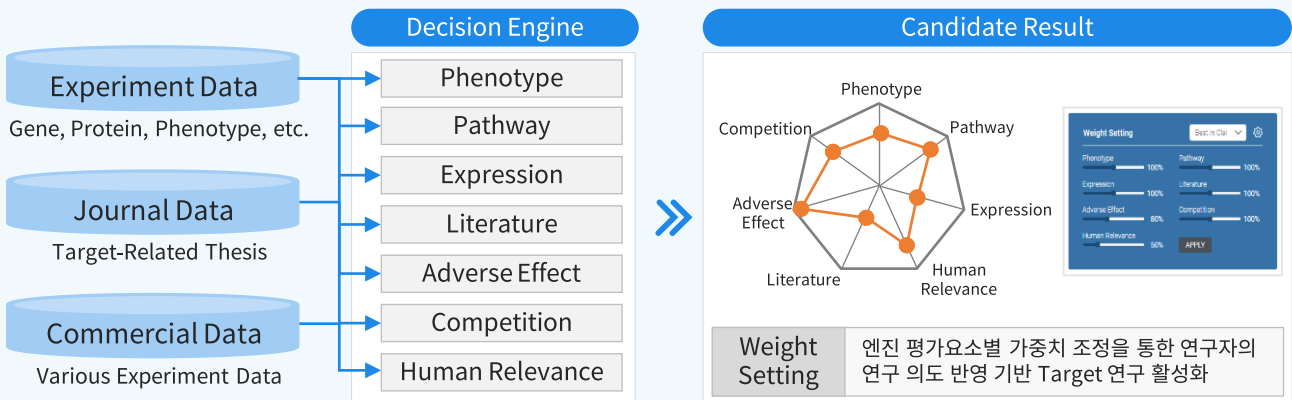 Experiment Data
Gene, Protein, Phenotype, etc.
Journal Data
Target-Related Thesis
Commercial Data
Various Experiment Data
Decision Engine
Phenotype
Pathway
Expression
Literature
Adverse Effect
Competition
Human Relevance
Candidate Result
Phenotype
Pathway
Expression
Human
Relevance
Literature
Adverse
Effect
Competition
Weight Setting
Best in Clas
Phenotype
100%
Pathway
100%
Expression
100%
Literature
100%
Adverse Effect
80%
Competition
100%
Human Relevance
50%
APPLY
Weight
Setting
엔진 평가요소별 가중치 조정을 통한 연구자의
연구 의도 반영 기반 Target 연구 활성화